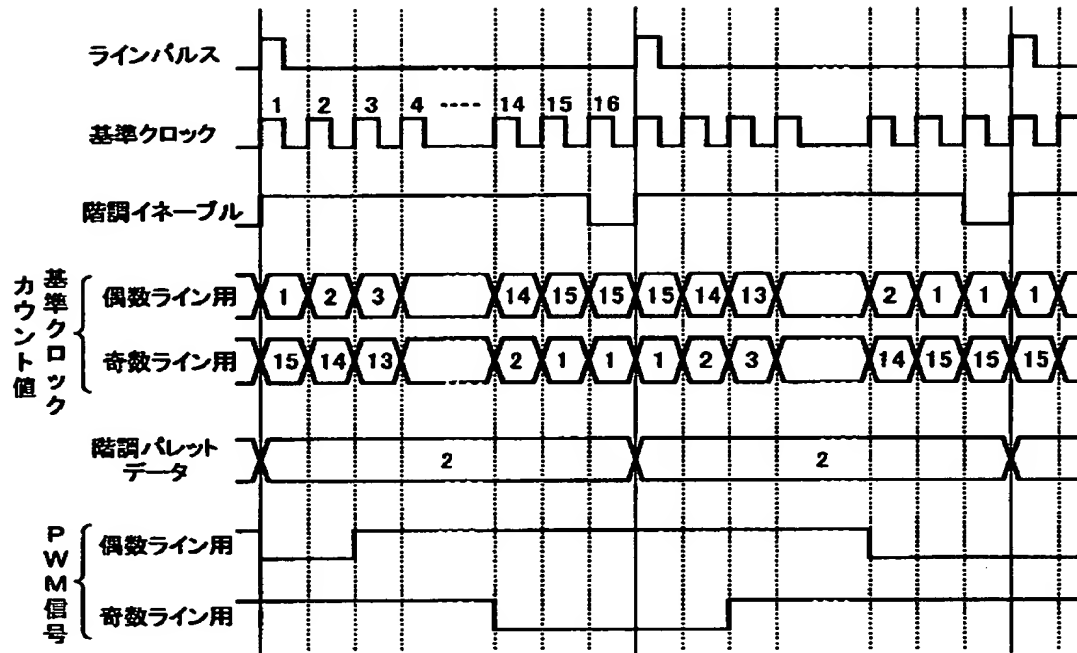 ラインパルス
1 2 3 4 ---- 14 15 16
基準クロック
階調イネーブル
基準クロックカウント値
偶数ライン用 1 2 3 14 15 15 15 14 13 2 1 1 1
奇数ライン用 15 14 13 2 1 1 1 2 3 14 15 15 15
階調パレット
データ
2 2
PWM信号
偶数ライン用
奇数ライン用